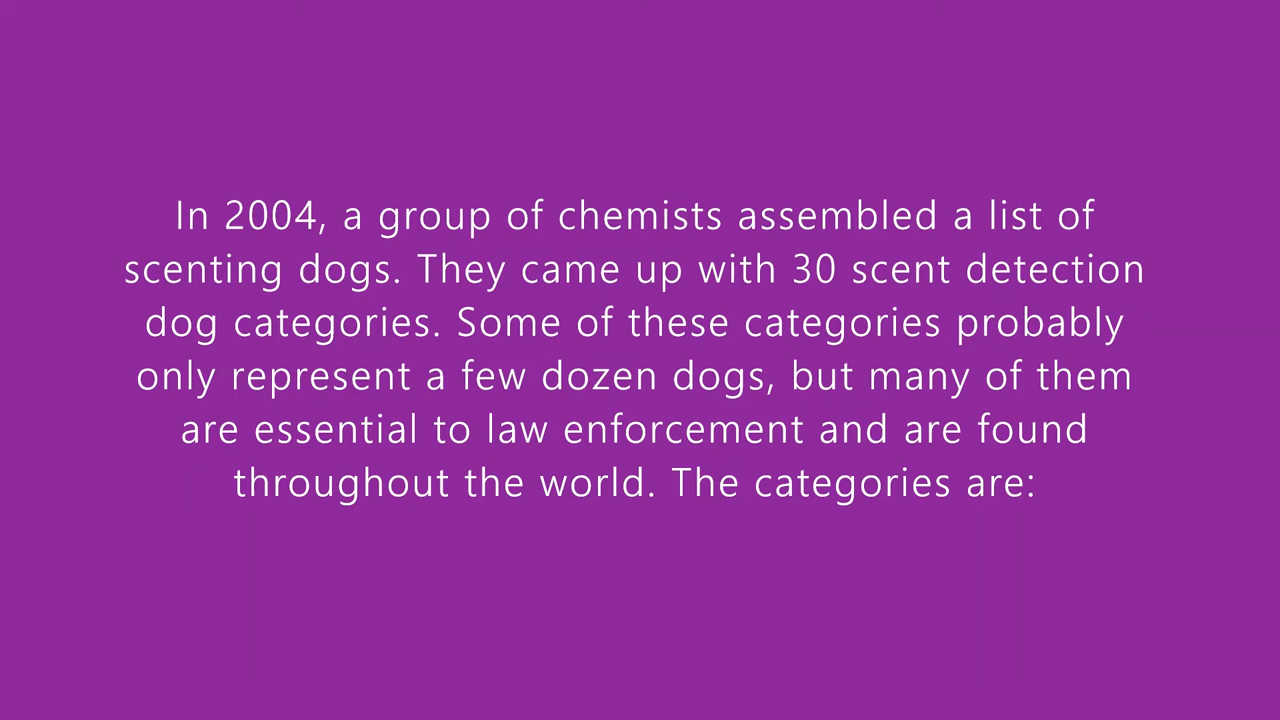 In 2004, a group of chemists assembled a list of
scenting dogs. They came up with 30 scent detection
dog categories. Some of these categories probably
only represent a few dozen dogs, but many of them
are essential to law enforcement and are found
throughout the world. The categories are: